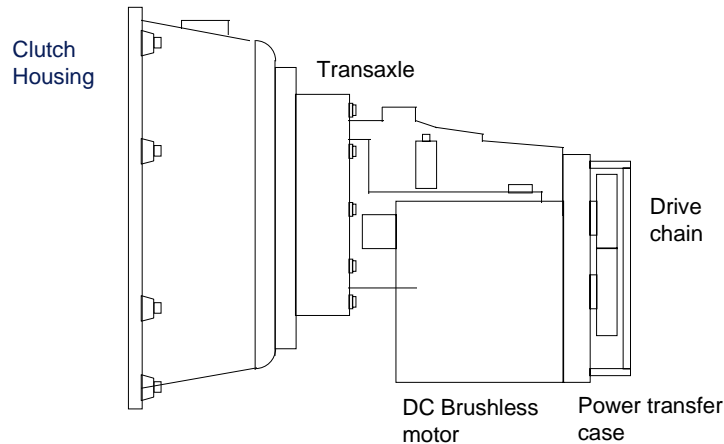 Clutch
Housing
Transaxle
Drive
chain
DC Brushless
motor
Power transfer
case